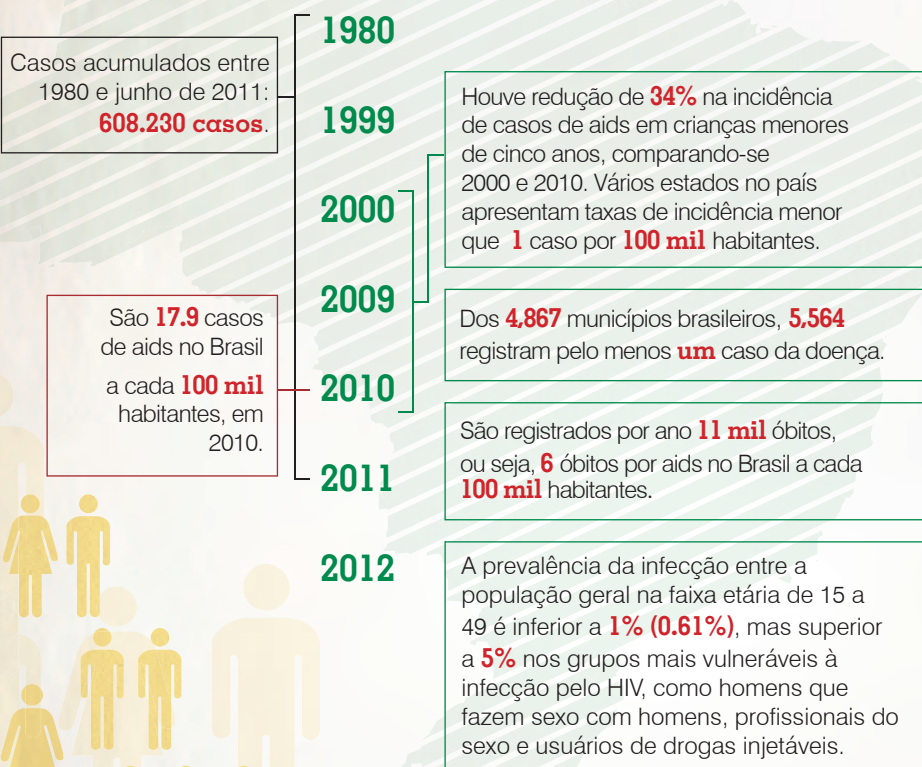 1980
Casos acumulados entre
1980 e junho de 2011:
608.230 casos.
1999
Houve redução de 34% na incidência
de casos de aids em crianças menores
de cinco anos, comparando-se
2000 e 2010. Vários estados no país
apresentam taxas de incidência menor
que 1 caso por 100 mil habitantes.
2000
2009
São 17.9 casos
de aids no Brasil
a cada 100 mil
habitantes, em
2010.
Dos 4,867 municípios brasileiros, 5,564
registram pelo menos um caso da doença.
2010
São registrados por ano 11 mil óbitos,
ou seja, 6 óbitos por aids no Brasil a cada
100 mil habitantes.
2011
2012
A prevalência da infecção entre a
população geral na faixa etária de 15 a
49 é inferior a 1% (0.61%), mas superior
a 5% nos grupos mais vulneráveis à
infecção pelo HIV, como homens que
fazem sexo com homens, profissionais do
sexo e usuários de drogas injetáveis.